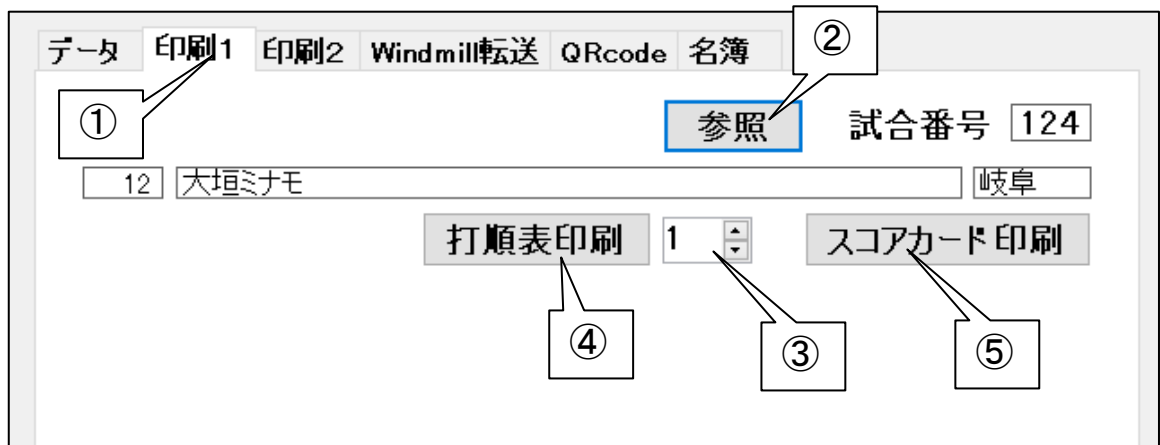 データ 印刷1 印刷2 Windmill転送 QRcode 名簿
②
①
参照 試合番号 124
12 大垣ミナモ 岐阜
打順表印刷 1 スコアカード印刷
④ ③ ⑤